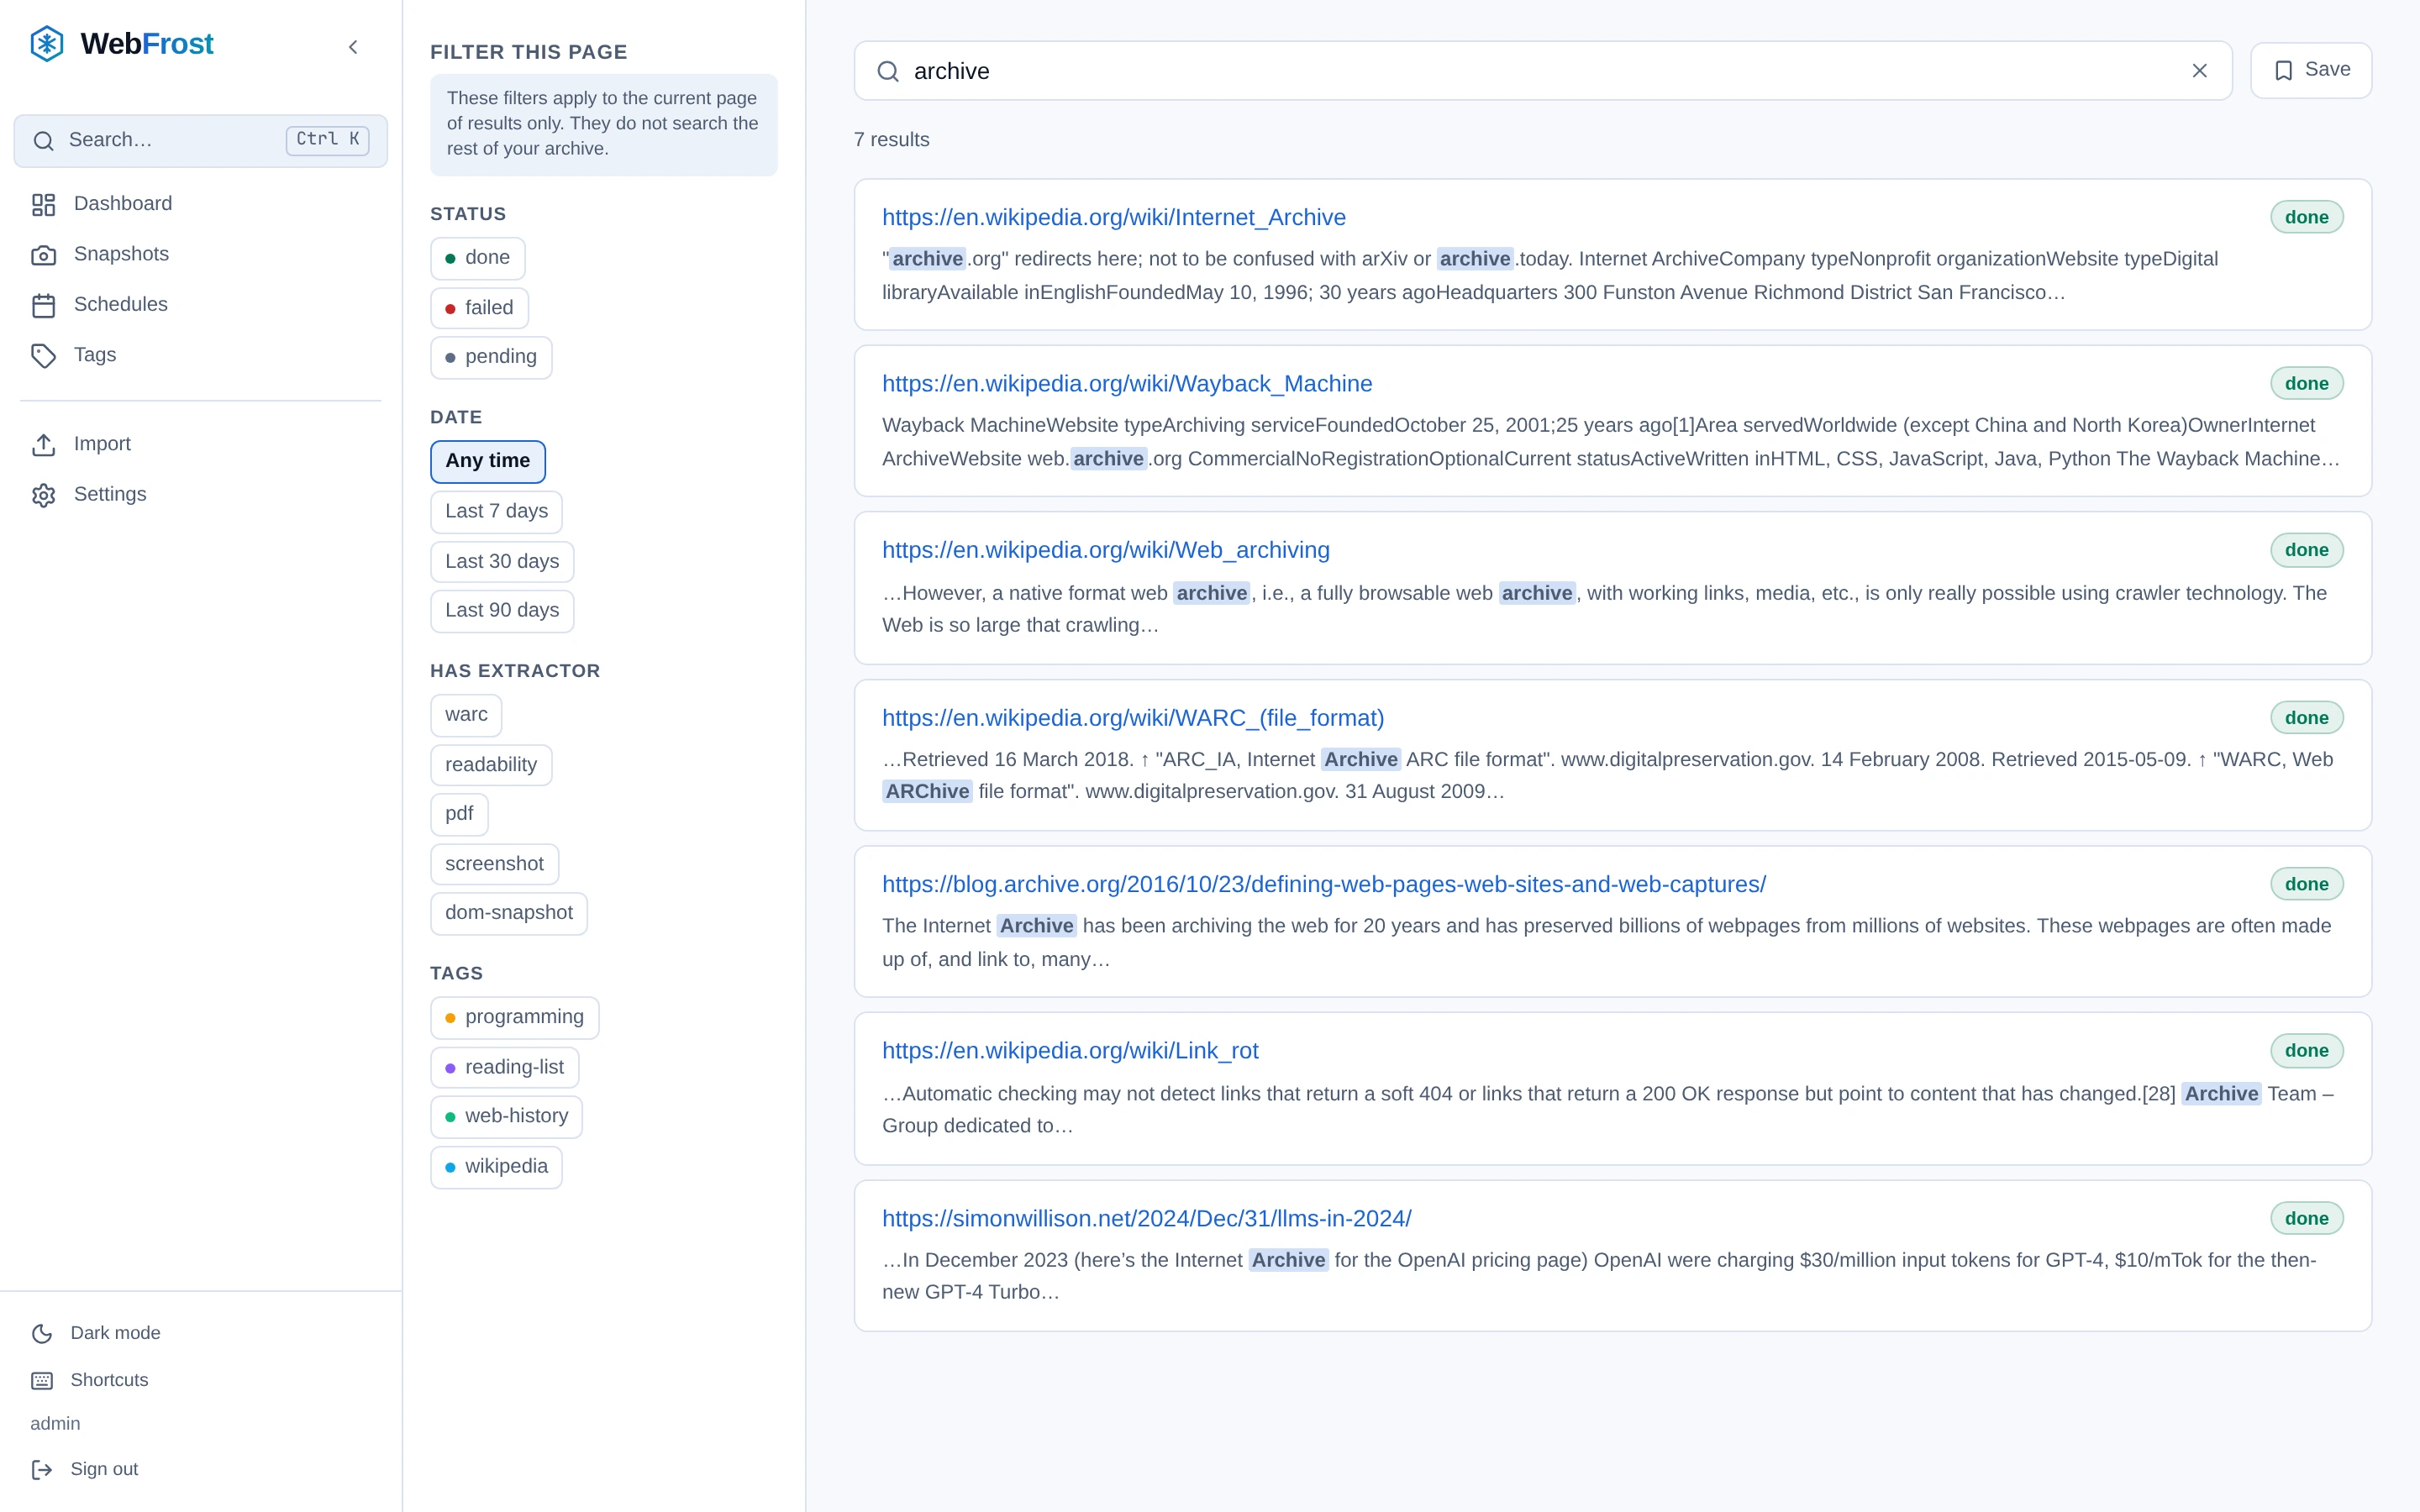 WebFrost
Search…
Ctrl K
Dashboard
Snapshots
Schedules
Tags
Import
Settings
Dark mode
Shortcuts
admin
Sign out
FILTER THIS PAGE
These filters apply to the current page
of results only. They do not search the
rest of your archive.
STATUS
done
failed
pending
DATE
Any time
Last 7 days
Last 30 days
Last 90 days
HAS EXTRACTOR
warc
readability
pdf
screenshot
dom-snapshot
TAGS
programming
reading-list
web-history
wikipedia
archive
Save
7 results
https://en.wikipedia.org/wiki/Internet_Archive
done
"archive.org" redirects here; not to be confused with arXiv or archive.today. Internet ArchiveCompany typeNonprofit organizationWebsite typeDigital
libraryAvailable inEnglishFoundedMay 10, 1996; 30 years agoHeadquarters 300 Funston Avenue Richmond District San Francisco…
https://en.wikipedia.org/wiki/Wayback_Machine
done
Wayback MachineWebsite typeArchiving serviceFoundedOctober 25, 2001;25 years ago[1]Area servedWorldwide (except China and North Korea)OwnerInternet
ArchiveWebsite web.archive.org CommercialNoRegistrationOptionalCurrent statusActiveWritten inHTML, CSS, JavaScript, Java, Python The Wayback Machine…
https://en.wikipedia.org/wiki/Web_archiving
done
…However, a native format web archive, i.e., a fully browsable web archive, with working links, media, etc., is only really possible using crawler technology. The
Web is so large that crawling…
https://en.wikipedia.org/wiki/WARC_(file_format)
done
…Retrieved 16 March 2018. ↑ "ARC_IA, Internet Archive ARC file format". www.digitalpreservation.gov. 14 February 2008. Retrieved 2015-05-09. ↑ "WARC, Web
ARCHive file format". www.digitalpreservation.gov. 31 August 2009…
https://blog.archive.org/2016/10/23/defining-web-pages-web-sites-and-web-captures/
done
The Internet Archive has been archiving the web for 20 years and has preserved billions of webpages from millions of websites. These webpages are often made
up of, and link to, many…
https://en.wikipedia.org/wiki/Link_rot
done
…Automatic checking may not detect links that return a soft 404 or links that return a 200 OK response but point to content that has changed.[28] Archive Team –
Group dedicated to…
https://simonwillison.net/2024/Dec/31/llms-in-2024/
done
…In December 2023 (here’s the Internet Archive for the OpenAI pricing page) OpenAI were charging $30/million input tokens for GPT-4, $10/mTok for the then-
new GPT-4 Turbo…